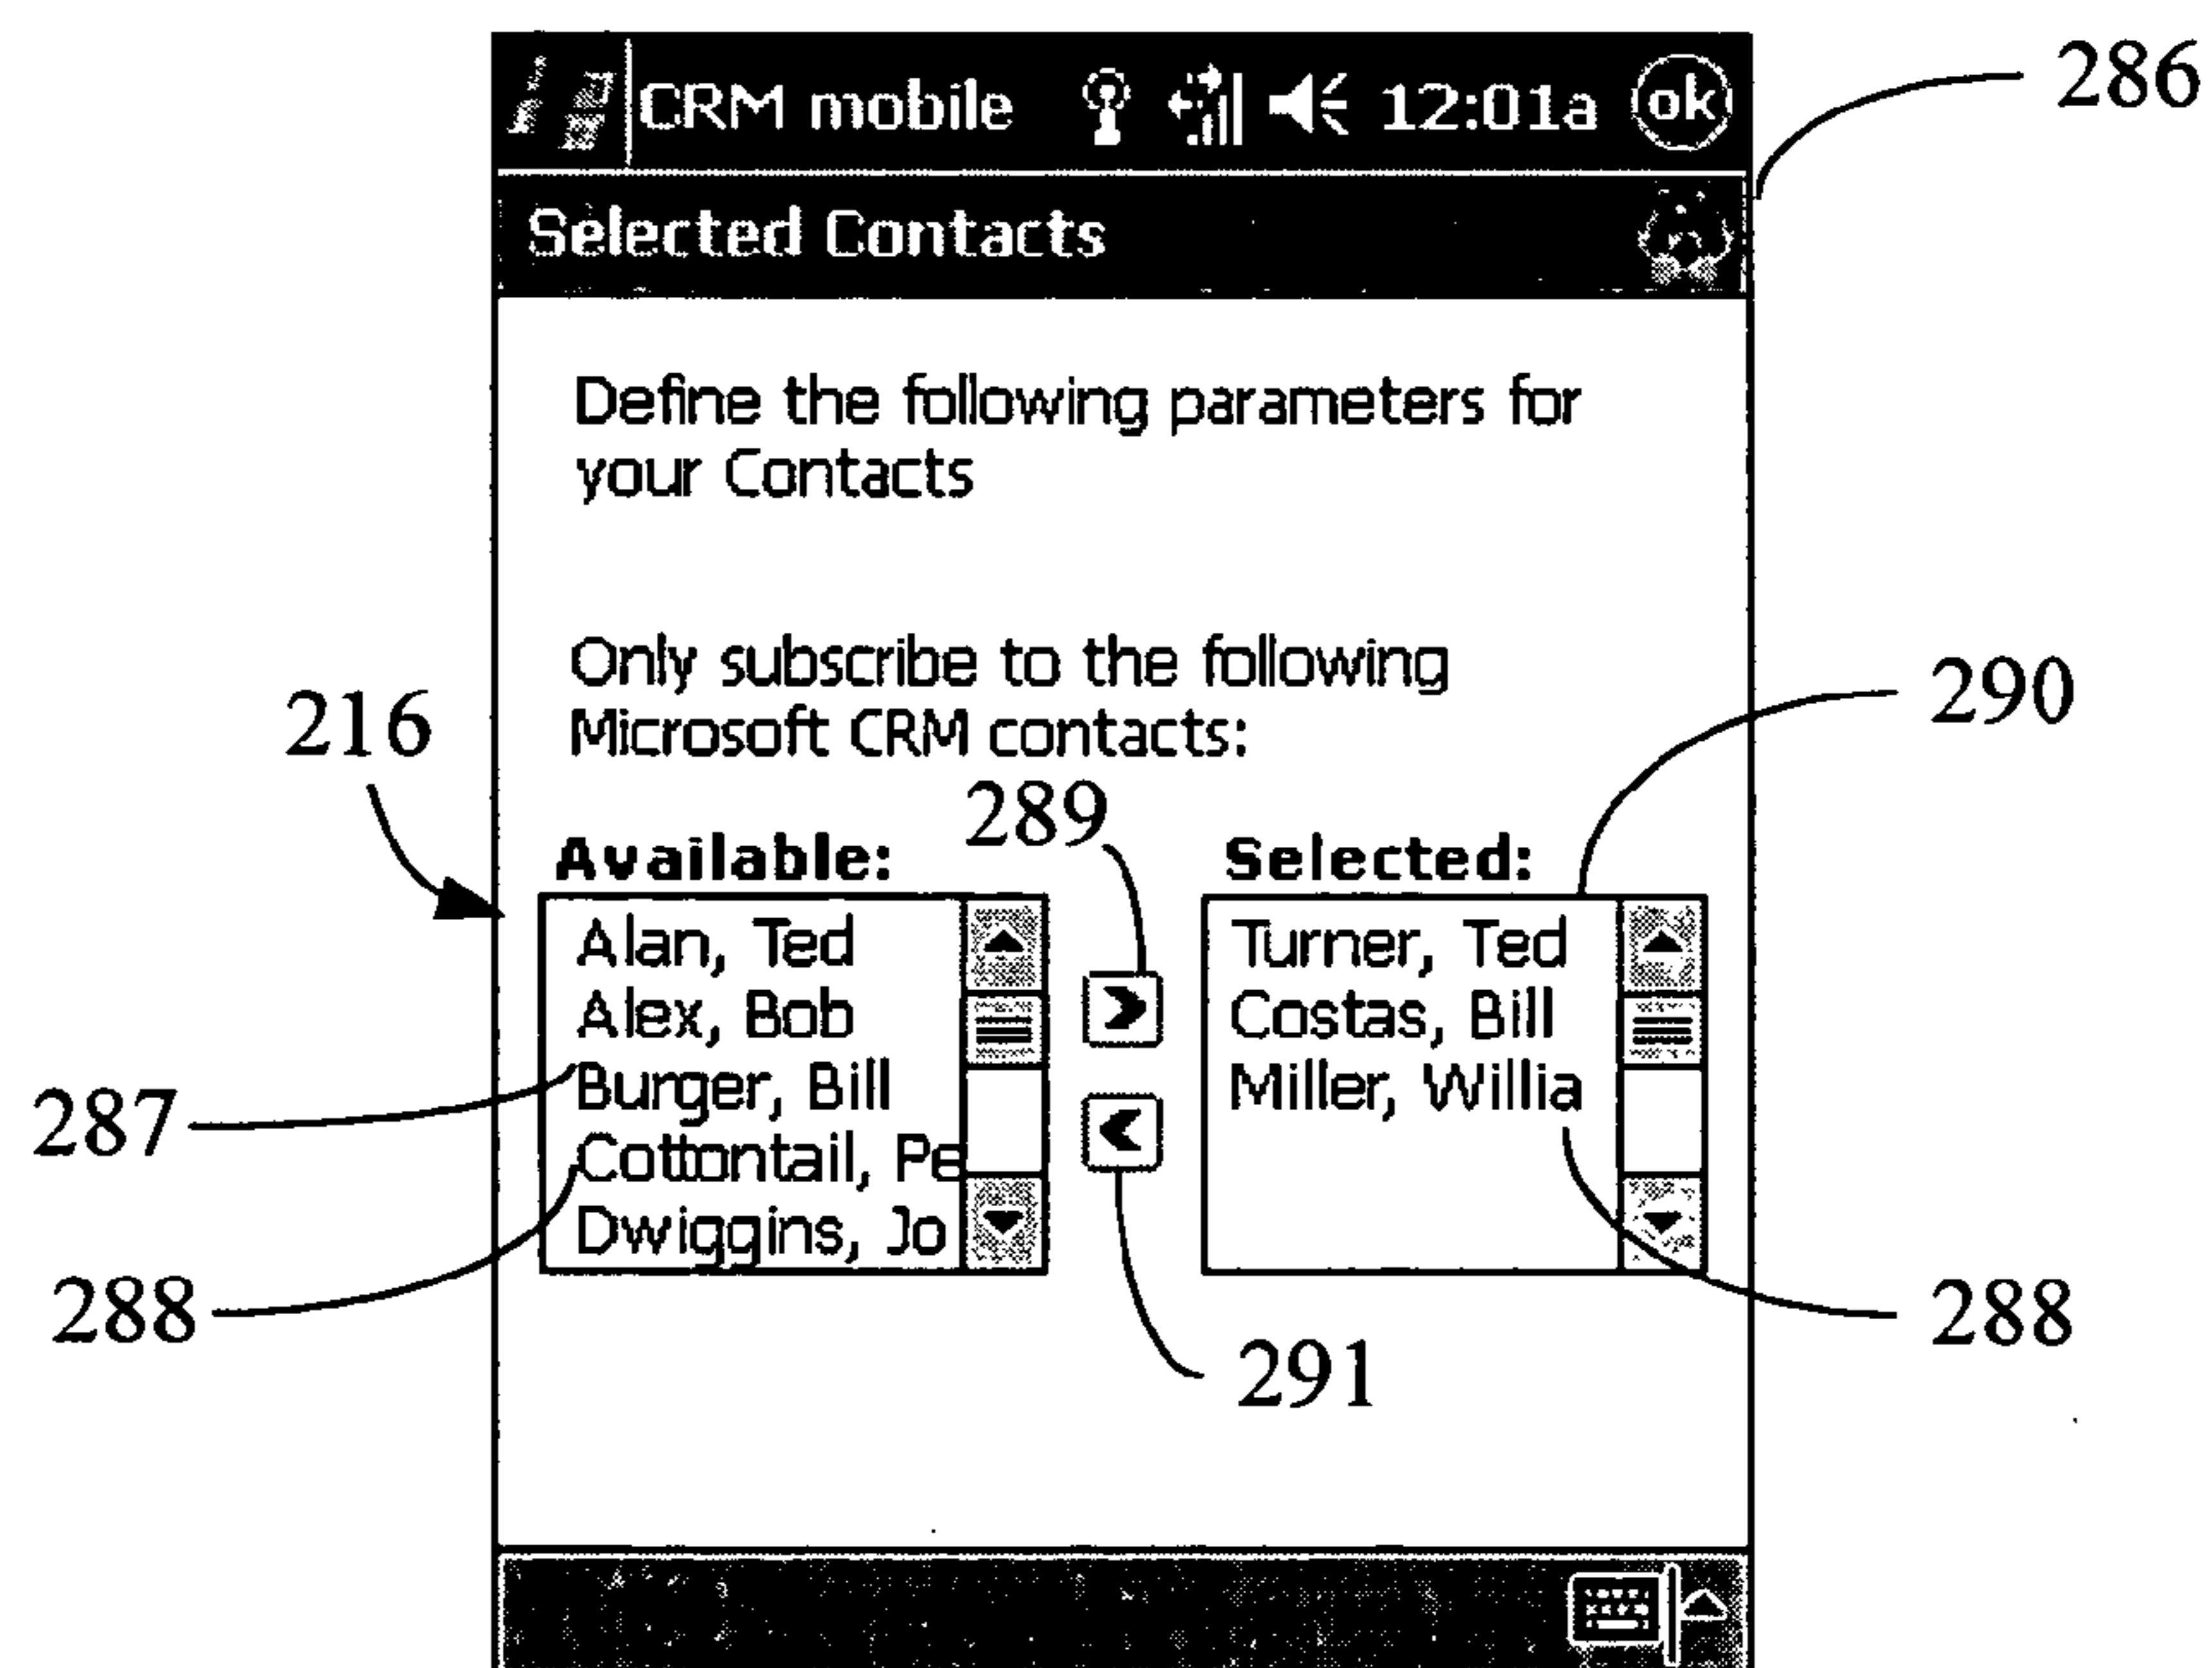 CRM mobile 12:01a ok
286
Selected Contacts
Define the following parameters for
your Contacts
Only subscribe to the following
Microsoft CRM contacts:
216
290
289
Available:
Selected:
Alan, Ted
Alex, Bob
Burger, Bill
Cottontail, Pe
Dwiggins, Jo
Turner, Ted
Costas, Bill
Miller, Willia
287
288
288
291